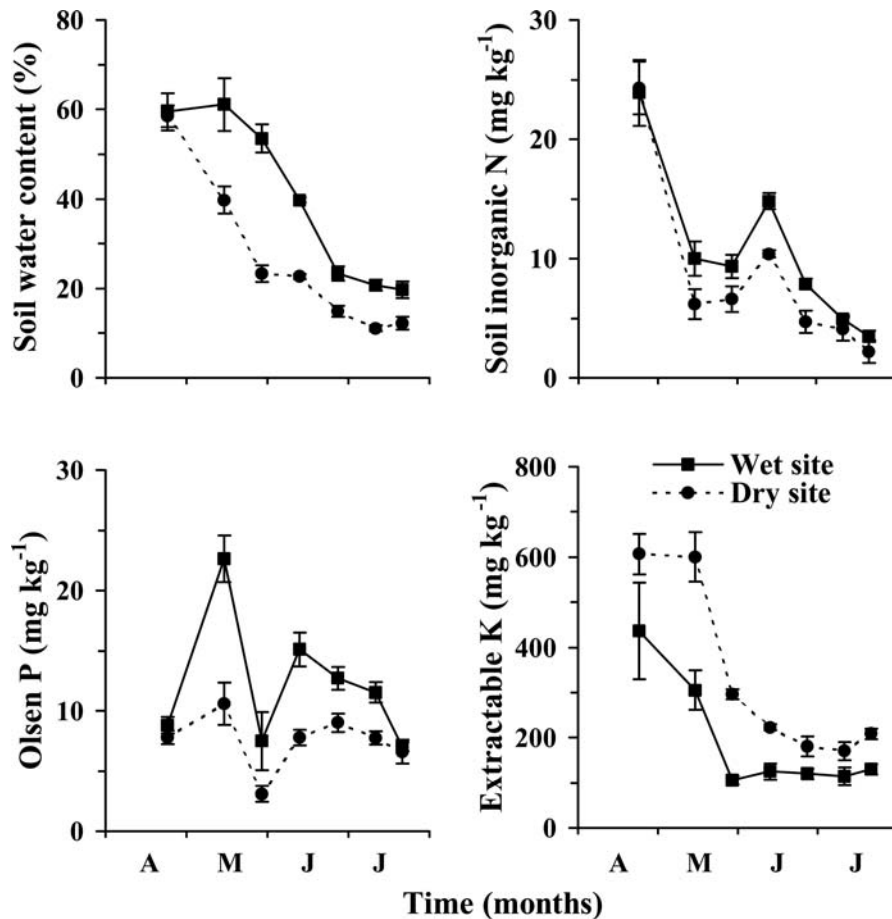 Soil water content (%)
80
60
40
20
0
Soil inorganic N (mg kg⁻¹)
30
20
10
0
Olsen P (mg kg⁻¹)
30
20
10
0
A M J J
Extractable K (mg kg⁻¹)
800
600
400
200
0
Wet site
Dry site
A M J J
Time (months)